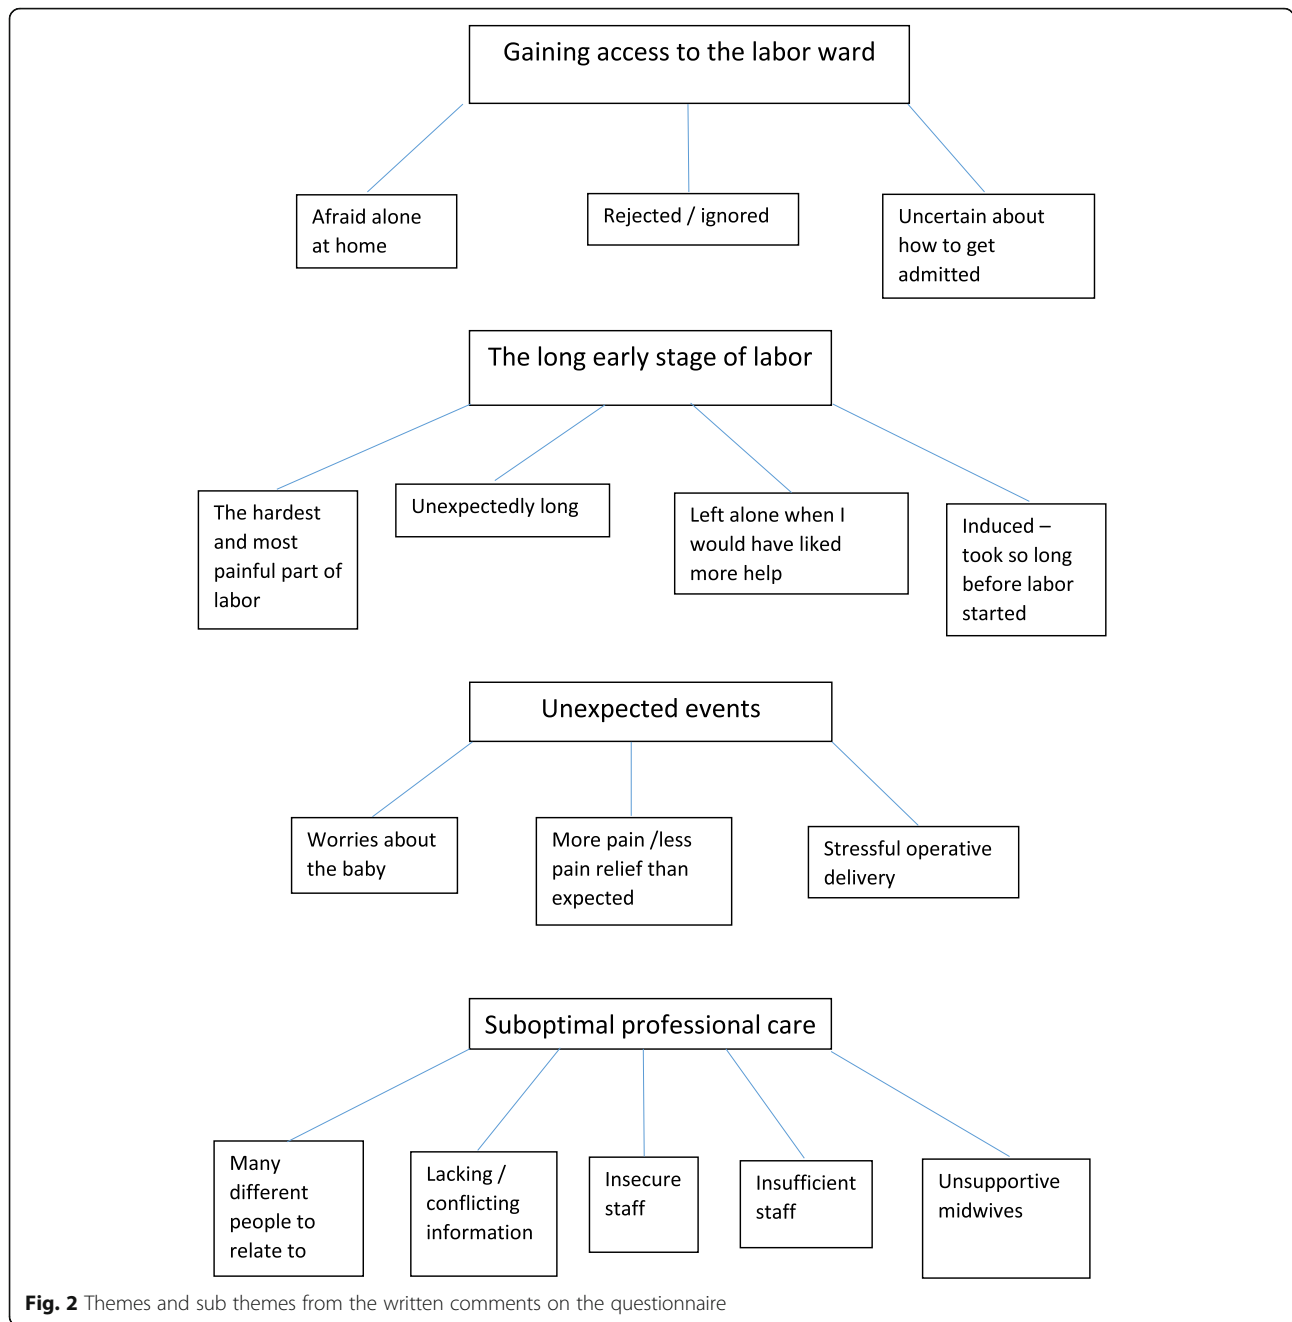 Gaining access to the labor ward
Afraid alone
at home
Rejected / ignored
Uncertain about
how to get
admitted
The long early stage of labor
The hardest
and most
painful part of
labor
Unexpectedly long
Left alone when I
would have liked
more help
Induced –
took so long
before labor
started
Unexpected events
Worries about
the baby
More pain /less
pain relief than
expected
Stressful operative
delivery
Suboptimal professional care
Many
different
people to
relate to
Lacking /
conflicting
information
Insecure
staff
Insufficient
staff
Unsupportive
midwives
Fig. 2 Themes and sub themes from the written comments on the questionnaire